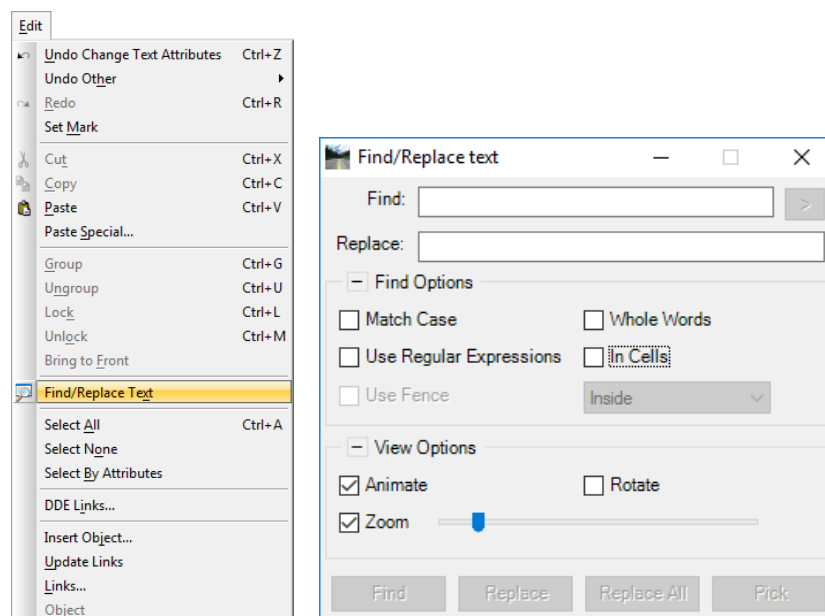 Edit
Undo Change Text Attributes Ctrl+Z
Undo Other
Redo Ctrl+R
Set Mark
Cut Ctrl+X
Copy Ctrl+C
Paste Ctrl+V
Paste Special...
Group Ctrl+G
Ungroup Ctrl+U
Lock Ctrl+L
Unlock Ctrl+M
Bring to Front
Find/Replace Text
Select All Ctrl+A
Select None
Select By Attributes
DDE Links...
Insert Object...
Update Links
Links...
Object
Find/Replace text
Find: >
Replace:
Find Options
Match Case Whole Words
Use Regular Expressions In Cells
Use Fence Inside
View Options
Animate Rotate
Zoom
Find Replace Replace All Pick